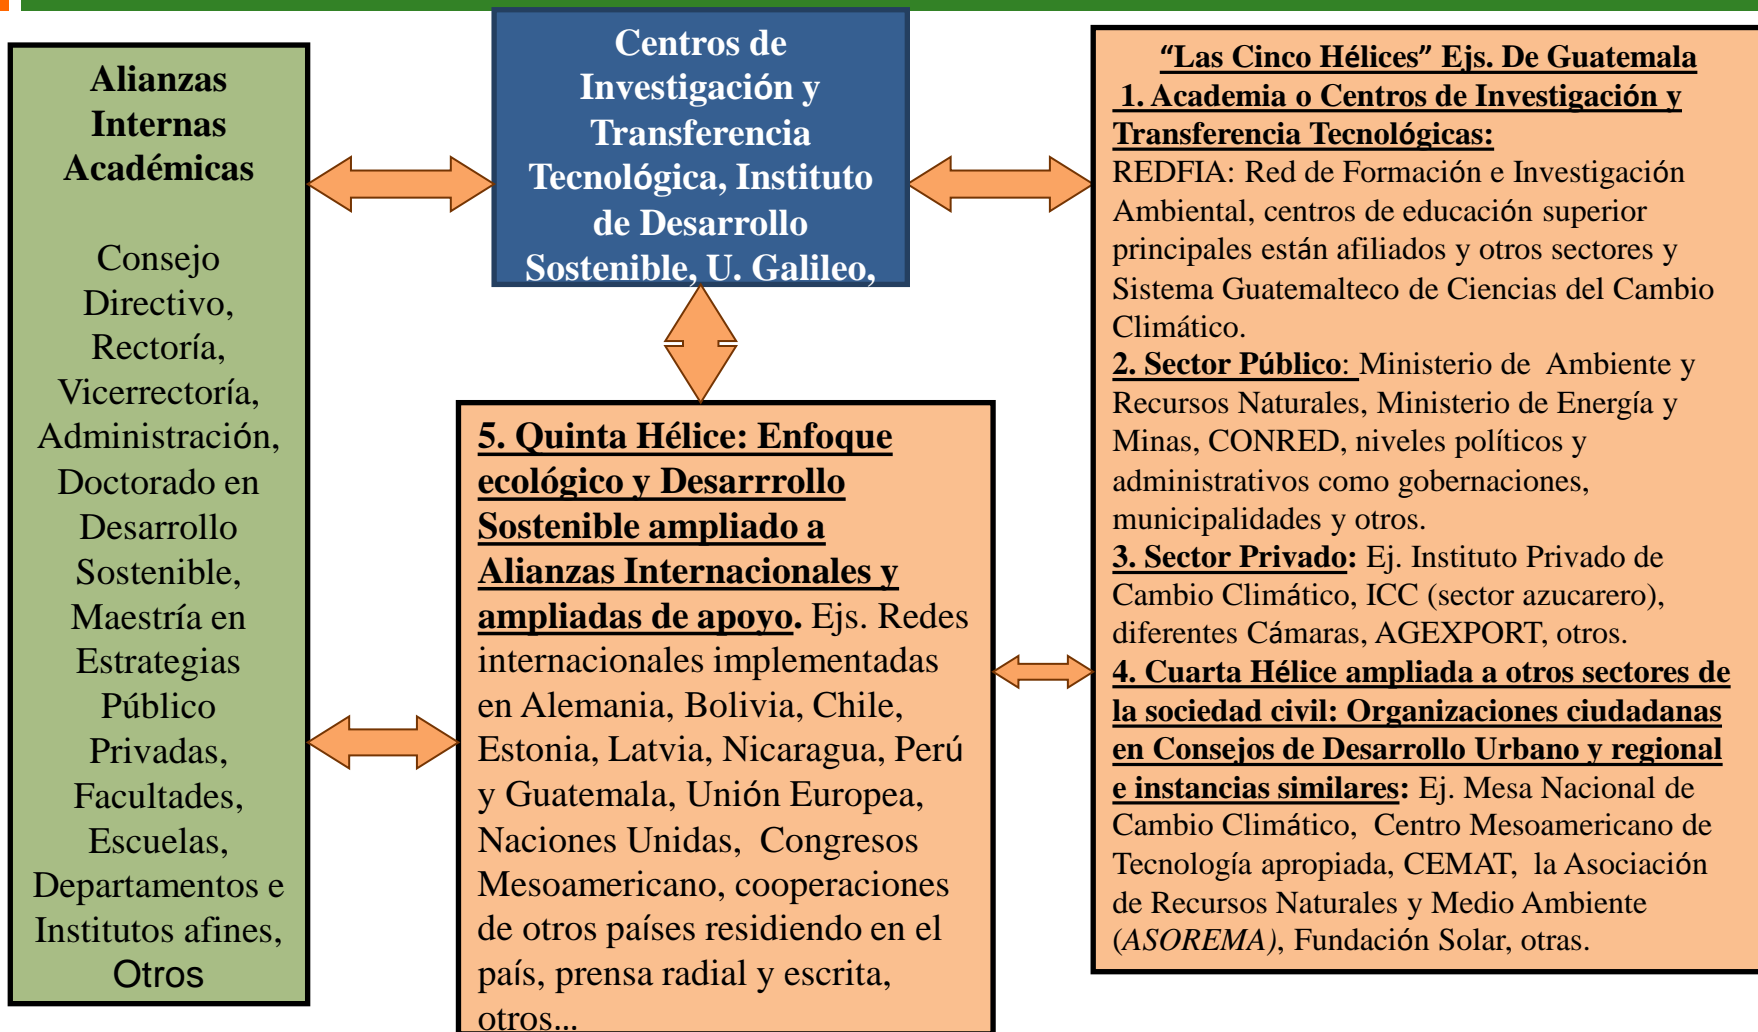 Alianzas
Internas
Académicas
Consejo
Directivo,
Rectoría,
Vicerrectoría,
Administración,
Doctorado en
Desarrollo
Sostenible,
Maestría en
Estrategias
Público
Privadas,
Facultades,
Escuelas,
Departamentos e
Institutos afines,
Otros
Centros de
Investigación y
Transferencia
Tecnológica, Instituto
de Desarrollo
Sostenible, U. Galileo,
5. Quinta Hélice: Enfoque
ecológico y Desarrrollo
Sostenible ampliado a
Alianzas Internacionales y
ampliadas de apoyo. Ejs. Redes
internacionales implementadas
en Alemania, Bolivia, Chile,
Estonia, Latvia, Nicaragua, Perú
y Guatemala, Unión Europea,
Naciones Unidas, Congresos
Mesoamericano, cooperaciones
de otros países residiendo en el
país, prensa radial y escrita,
otros...
“Las Cinco Hélices” Ejs. De Guatemala
1. Academia o Centros de Investigación y
Transferencia Tecnológicas:
REDFIA: Red de Formación e Investigación
Ambiental, centros de educación superior
principales están afiliados y otros sectores y
Sistema Guatemalteco de Ciencias del Cambio
Climático.
2. Sector Público: Ministerio de Ambiente y
Recursos Naturales, Ministerio de Energía y
Minas, CONRED, niveles políticos y
administrativos como gobernaciones,
municipalidades y otros.
3. Sector Privado: Ej. Instituto Privado de
Cambio Climático, ICC (sector azucarero),
diferentes Cámaras, AGEXPORT, otros.
4. Cuarta Hélice ampliada a otros sectores de
la sociedad civil: Organizaciones ciudadanas
en Consejos de Desarrollo Urbano y regional
e instancias similares: Ej. Mesa Nacional de
Cambio Climático, Centro Mesoamericano de
Tecnología apropiada, CEMAT, la Asociación
de Recursos Naturales y Medio Ambiente
(ASOREMA), Fundación Solar, otras.